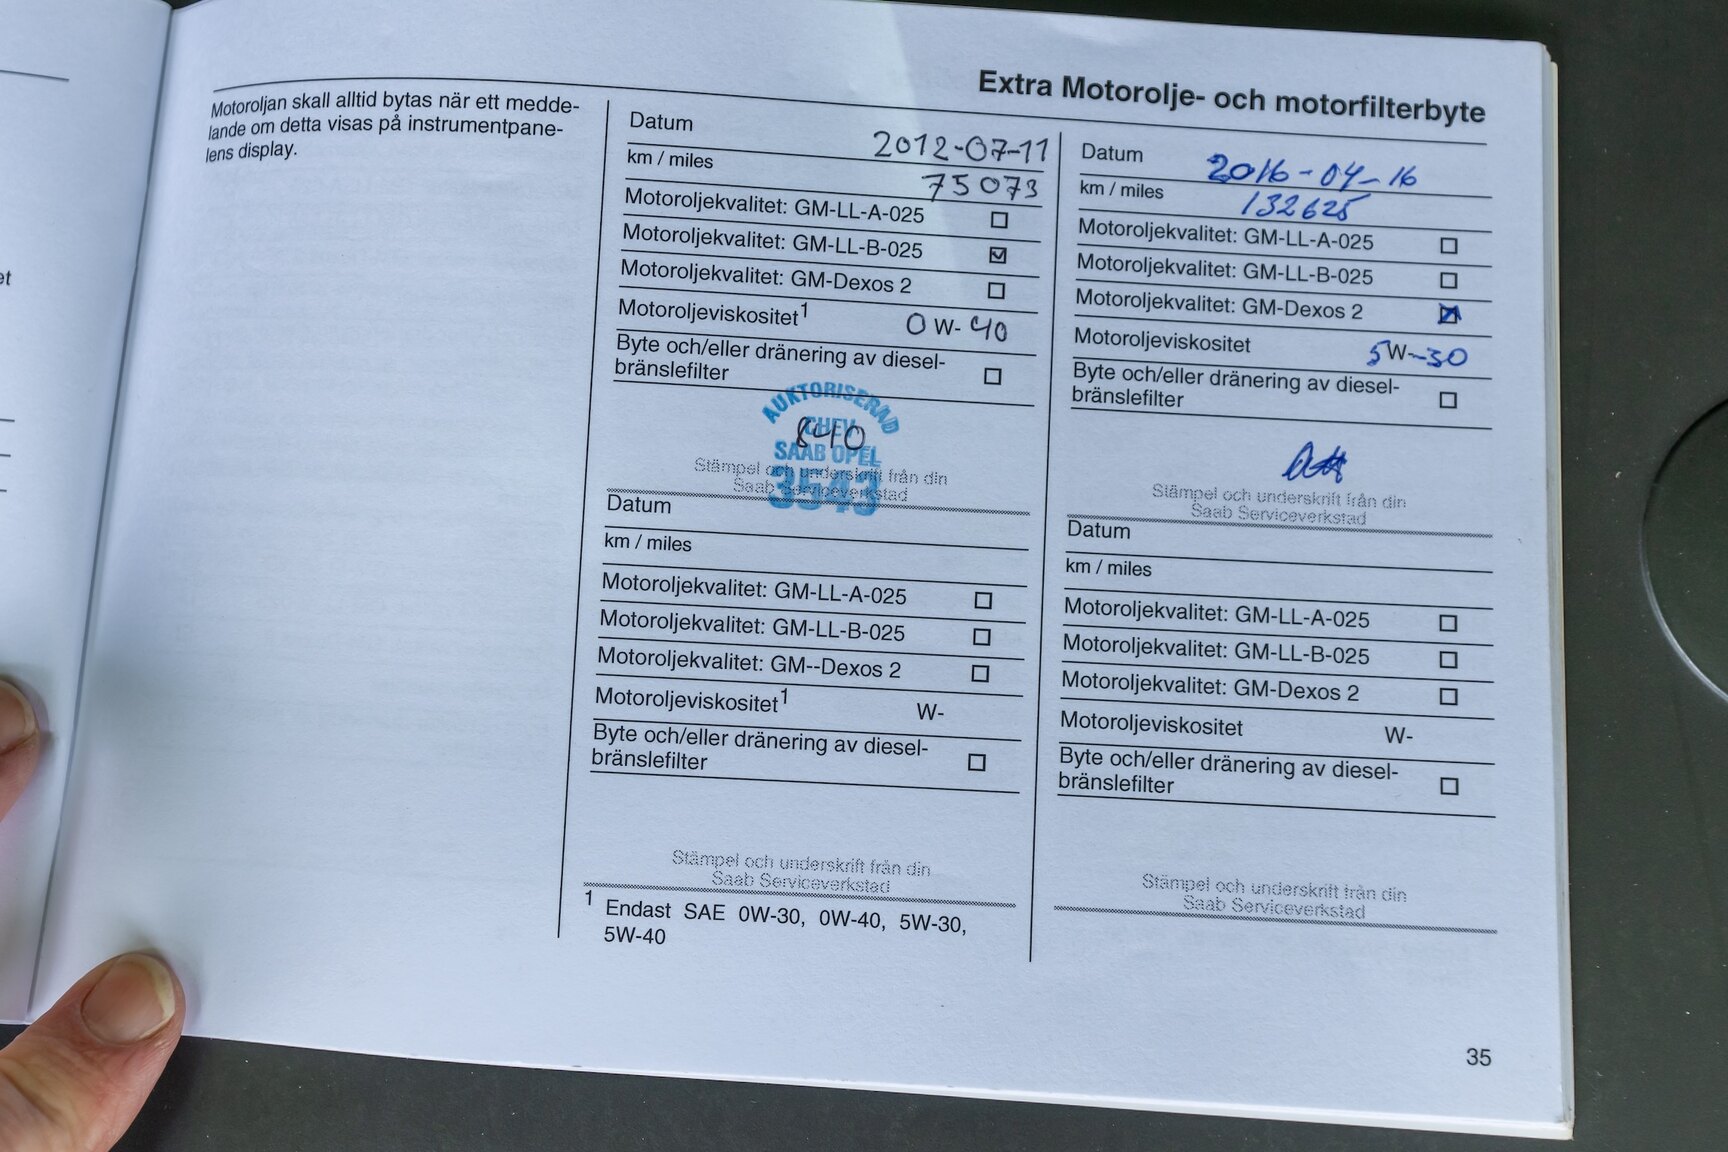 Extra Motorolje- och motorfilterbyte
Motoroljan skall alltid bytas när ett medde-
lande om detta visas på instrumentpane-
lens display.
Datum 2012-07-11
km / miles 75073
Motoroljekvalitet: GM-LL-A-025
Motoroljekvalitet: GM-LL-B-025
Motoroljekvalitet: GM-Dexos 2
Motoroljeviskositet1 0 W- 40
Byte och/eller dränering av diesel-
bränslefilter
AUKTORISERAD
CHEV
840
SAAB OPEL
Stämpel och underskrift från din
Saab Serviceverkstad
3543
Datum
km / miles
Motoroljekvalitet: GM-LL-A-025
Motoroljekvalitet: GM-LL-B-025
Motoroljekvalitet: GM--Dexos 2
Motoroljeviskositet1 W-
Byte och/eller dränering av diesel-
bränslefilter
Stämpel och underskrift från din
Saab Serviceverkstad
1 Endast SAE 0W-30, 0W-40, 5W-30,
5W-40
Datum 2016-04-16
km / miles 132625
Motoroljekvalitet: GM-LL-A-025
Motoroljekvalitet: GM-LL-B-025
Motoroljekvalitet: GM-Dexos 2
Motoroljeviskositet 5W-30
Byte och/eller dränering av diesel-
bränslefilter
Stämpel och underskrift från din
Saab Serviceverkstad
Datum
km / miles
Motoroljekvalitet: GM-LL-A-025
Motoroljekvalitet: GM-LL-B-025
Motoroljekvalitet: GM-Dexos 2
Motoroljeviskositet W-
Byte och/eller dränering av diesel-
bränslefilter
Stämpel och underskrift från din
Saab Serviceverkstad
35